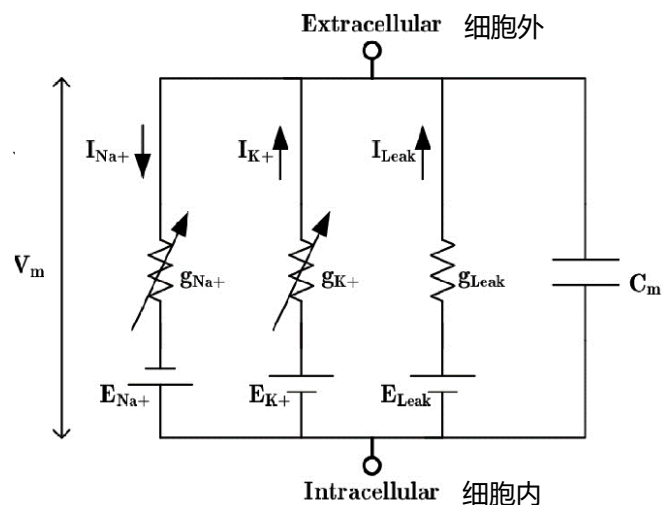 Extracellular 细胞外
I_Na+ I_K+ I_Leak
V_m g_Na+ g_K+ g_Leak C_m
E_Na+ E_K+ E_Leak
Intracellular 细胞内